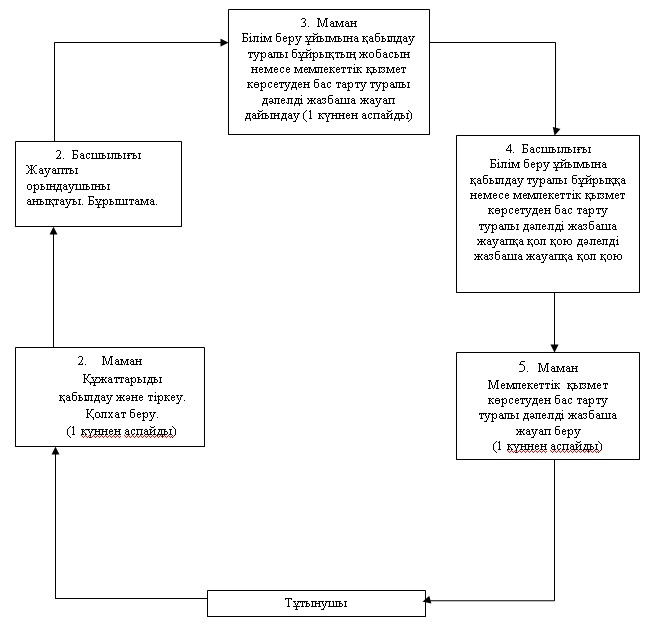 3. Маман
Білім беру ұйымына қабылдау
туралы бұйрықтың жобасын
немесе мемлекеттік қызмет
көрсетуден бас тарту туралы
дәлелді жазбаша жауап
дайындау (1 күннен аспайды)
2. Басшылығы
Жауапты
орындаушыны
анықтауы. Бұрыштама.
4. Басшылығы
Білім беру ұйымына
қабылдау туралы бұйрыққа
немесе мемлекеттік қызмет
көрсетуден бас тарту
туралы дәлелді жазбаша
жауапқа қол қою дәлелді
жазбаша жауапқа қол қою
2. Маман
Құжаттарыды
қабылдау және тіркеу.
Қолхат беру.
(1 күннен аспайды)
5. Маман
Мемлекеттік қызмет
көрсетуден бас тарту
туралы дәлелді жазбаша
жауап беру
(1 күннен аспайды)
Тұтынушы